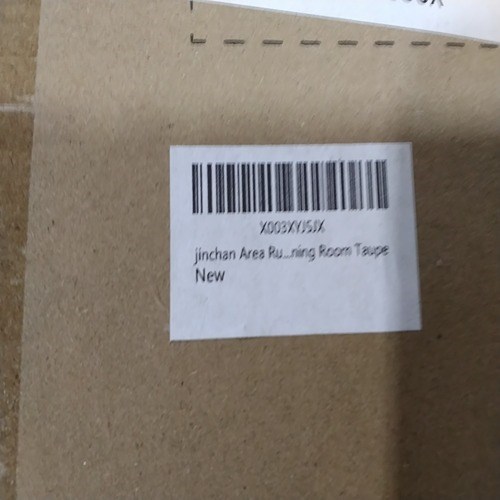 X003XYJSJX
jinchan Area Ru...ning Room Taupe
New